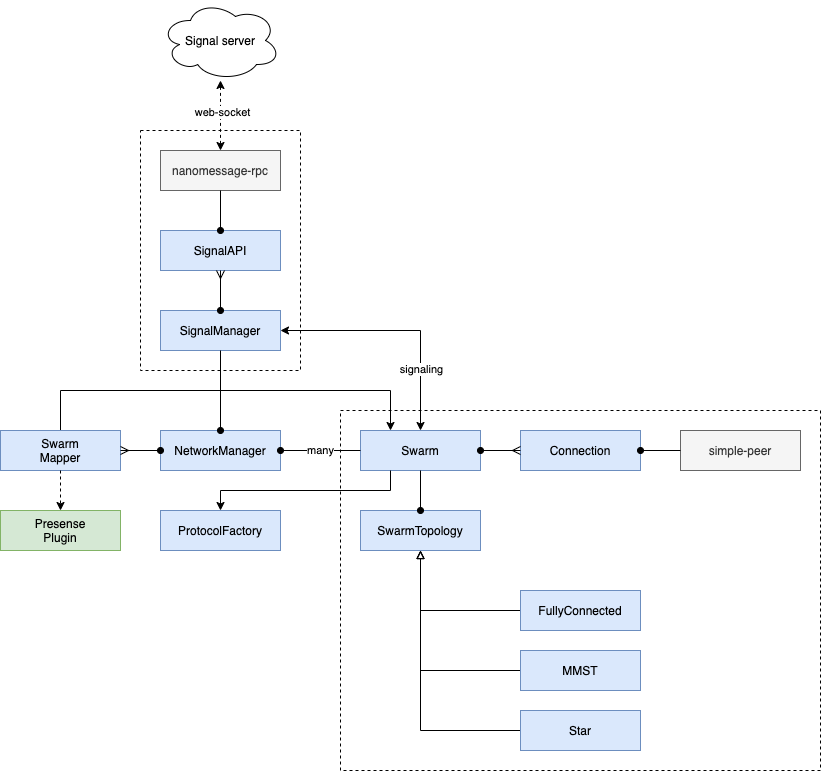 Signal server
web-socket
nanomessage-rpc
SignalAPI
SignalManager
signaling
Swarm
Mapper
NetworkManager
many
Swarm
Connection
simple-peer
Presense
Plugin
ProtocolFactory
SwarmTopology
FullyConnected
MMST
Star